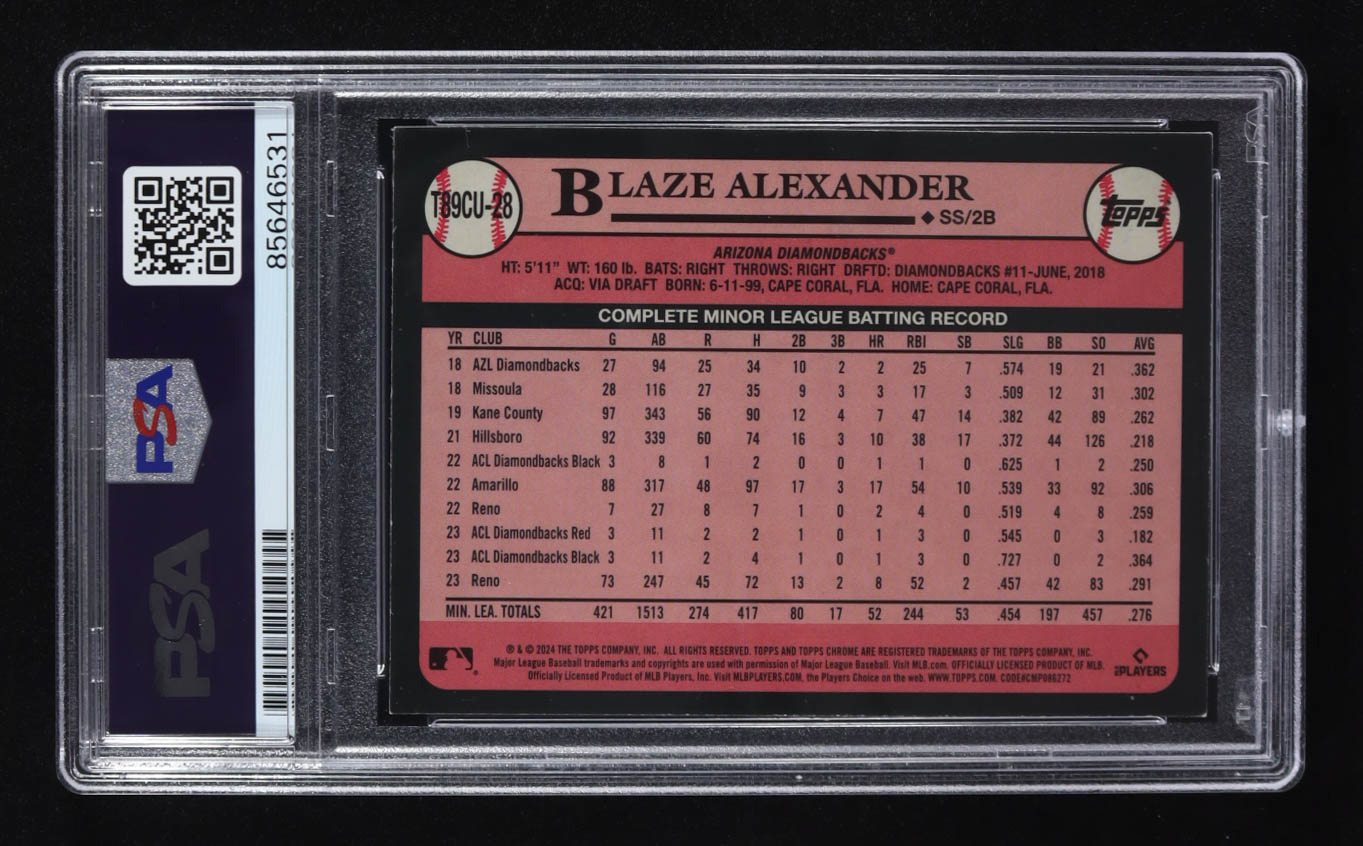 85646531
PSA
PSA
T89CU-28
BLAZE ALEXANDER
◆ SS/2B
Topps
ARIZONA DIAMONDBACKS®
HT: 5'11" WT: 160 lb. BATS: RIGHT THROWS: RIGHT DRFTD: DIAMONDBACKS #11-JUNE, 2018
ACQ: VIA DRAFT BORN: 6-11-99, CAPE CORAL, FLA. HOME: CAPE CORAL, FLA.
COMPLETE MINOR LEAGUE BATTING RECORD
YR CLUB G AB R H 2B 3B HR RBI SB SLG BB SO AVG
18 AZL Diamondbacks 27 94 25 34 10 2 2 25 7 .574 19 21 .362
18 Missoula 28 116 27 35 9 3 3 17 3 .509 12 31 .302
19 Kane County 97 343 56 90 12 4 7 47 14 .382 42 89 .262
21 Hillsboro 92 339 60 74 16 3 10 38 17 .372 44 126 .218
22 ACL Diamondbacks Black 3 8 1 2 0 0 1 1 0 .625 1 2 .250
22 Amarillo 88 317 48 97 17 3 17 54 10 .539 33 92 .306
22 Reno 7 27 8 7 1 0 2 4 0 .519 4 8 .259
23 ACL Diamondbacks Red 3 11 2 2 1 0 1 3 0 .545 0 3 .182
23 ACL Diamondbacks Black 3 11 2 4 1 0 1 3 0 .727 0 2 .364
23 Reno 73 247 45 72 13 2 8 52 2 .457 42 83 .291
MIN. LEA. TOTALS 421 1513 274 417 80 17 52 244 53 .454 197 457 .276
® & © 2024 THE TOPPS COMPANY, INC. ALL RIGHTS RESERVED. TOPPS AND TOPPS CHROME ARE REGISTERED TRADEMARKS OF THE TOPPS COMPANY, INC.
Major League Baseball trademarks and copyrights are used with permission of Major League Baseball. Visit MLB.com. OFFICIALLY LICENSED PRODUCT OF MLB
Officially Licensed Product of MLB Players, Inc. Visit MLBPLAYERS.COM, the Players Choice on the web. WWW.TOPPS.COM. CODE#CMP086272
MLB PLAYERS